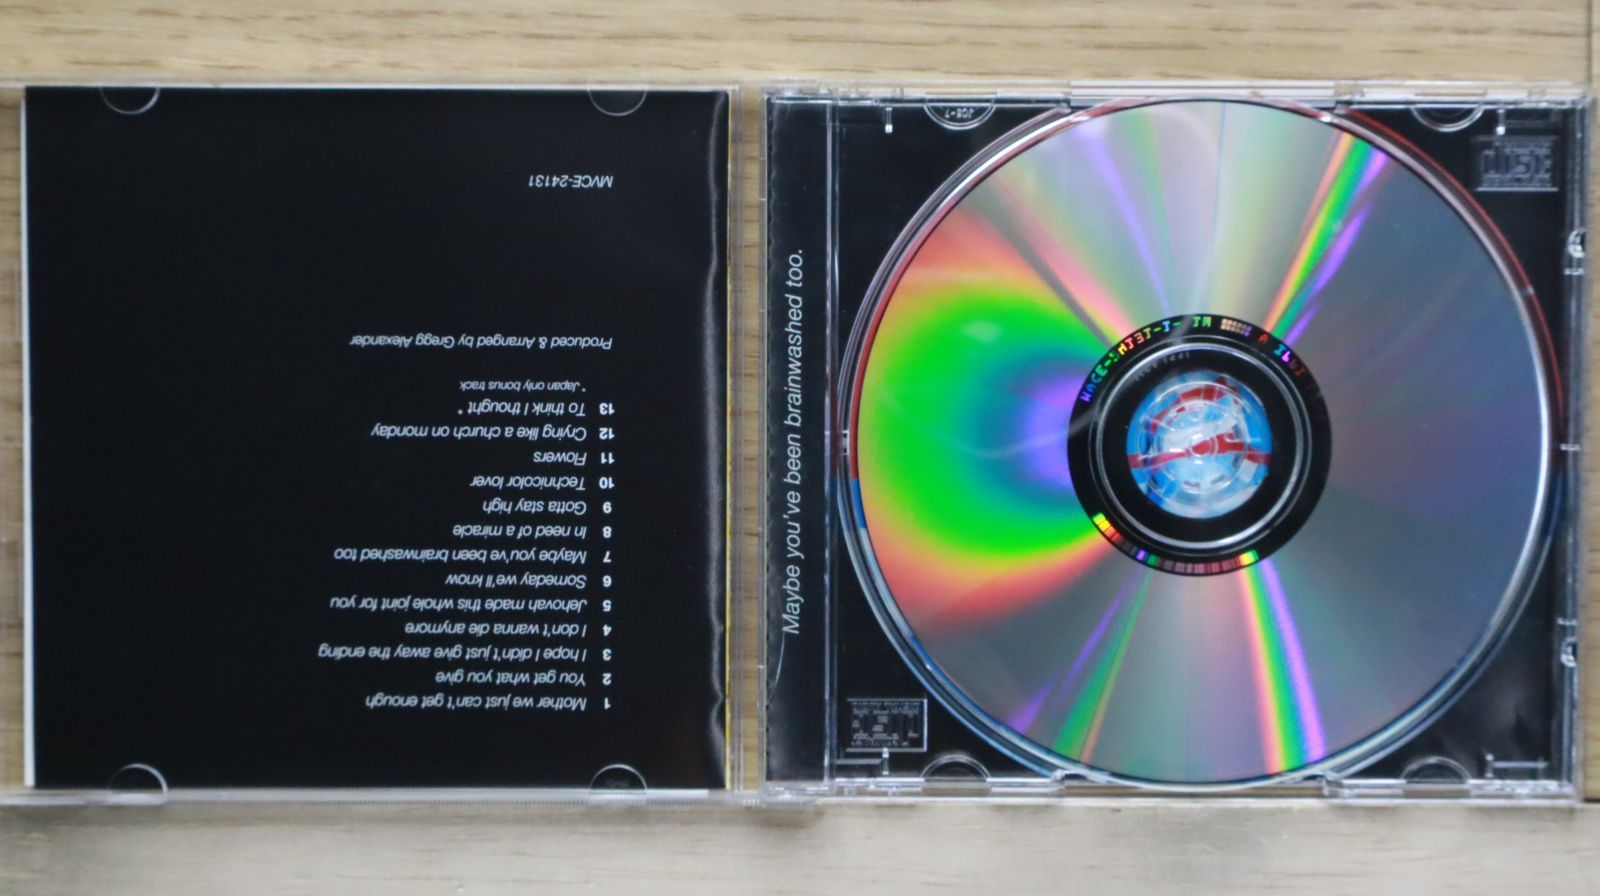 1 Mother we just can't get enough
2 You get what you give
3 I hope I didn't just give away the ending
4 I don't wanna die anymore
5 Jehovah made this whole joint for you
6 Someday we'll know
7 Maybe you've been brainwashed too
8 In need of a miracle
9 Gotta stay high
10 Technicolor lover
11 Flowers
12 Crying like a church on monday
13 To think I thought *
* Japan only bonus track
Produced & Arranged by Gregg Alexander
MVCE-24131
Maybe you've been brainwashed too.